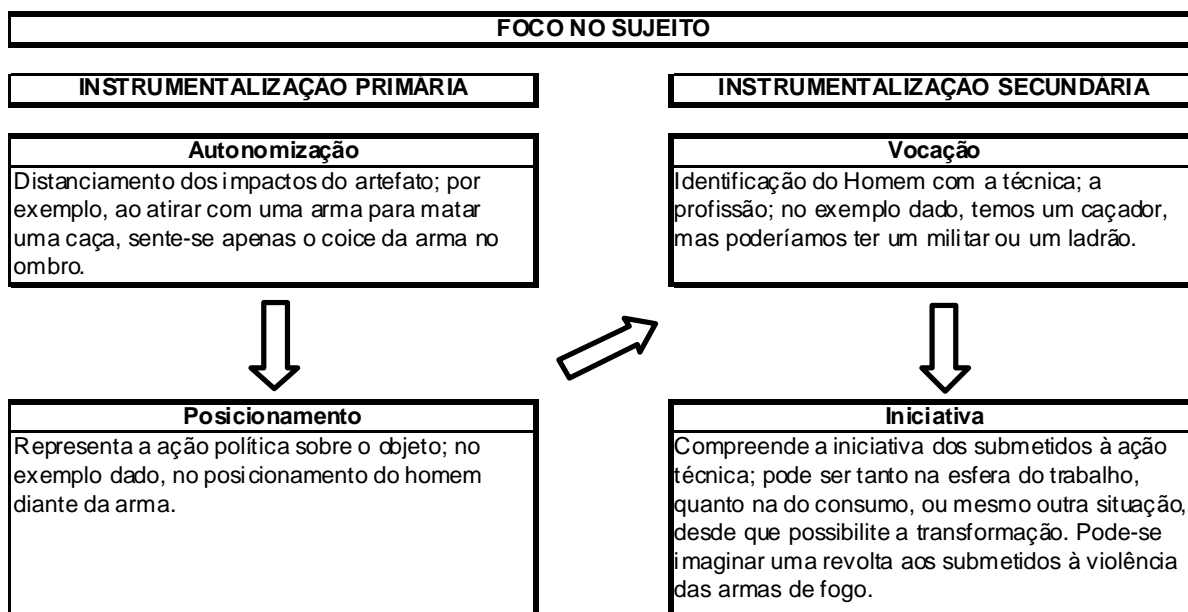 FOCO NO SUJEITO
INSTRUMENTALIZAÇÃO PRIMÁRIA
Autonomização
Distanciamento dos impactos do artefato; por
exemplo, ao atirar com uma arma para matar
uma caça, sente-se apenas o coice da arma no
ombro.
Posicionamento
Representa a ação política sobre o objeto; no
exemplo dado, no posicionamento do homem
diante da arma.
INSTRUMENTALIZAÇÃO SECUNDÁRIA
Vocação
Identificação do Homem com a técnica; a
profissão; no exemplo dado, temos um caçador,
mas poderíamos ter um militar ou um ladrão.
Iniciativa
Compreende a iniciativa dos submetidos à ação
técnica; pode ser tanto na esfera do trabalho,
quanto na do consumo, ou mesmo outra situação,
desde que possibilite a transformação. Pode-se
imaginar uma revolta aos submetidos à violência
das armas de fogo.